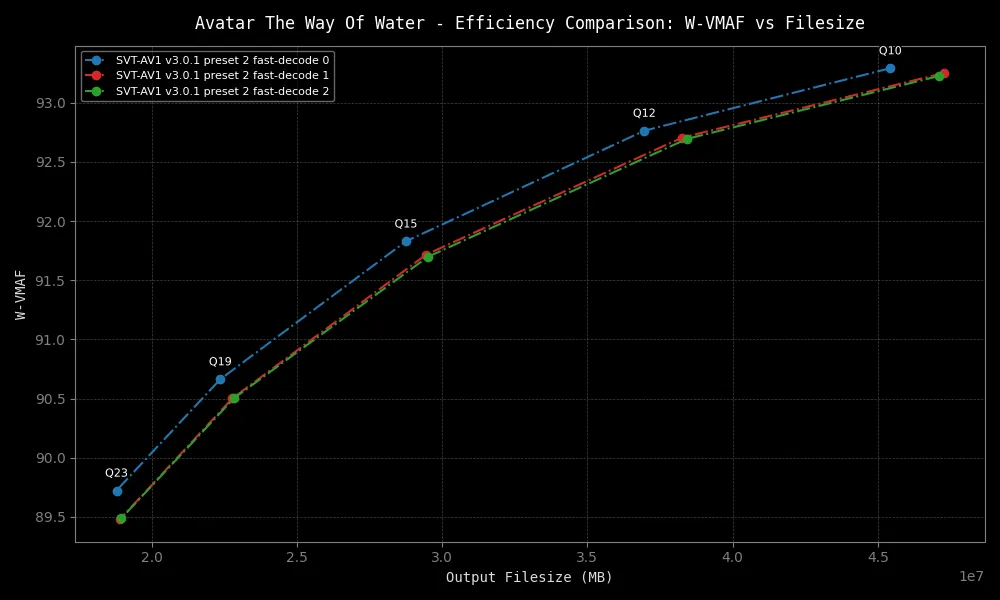 Avatar The Way Of Water - Efficiency Comparison: W-VMAF vs Filesize
SVT-AV1 v3.0.1 preset 2 fast-decode 0
SVT-AV1 v3.0.1 preset 2 fast-decode 1
SVT-AV1 v3.0.1 preset 2 fast-decode 2
Q10
Q12
Q15
Q19
Q23
W-VMAF
93.0
92.5
92.0
91.5
91.0
90.5
90.0
89.5
2.0 2.5 3.0 3.5 4.0 4.5
1e7
Output Filesize (MB)